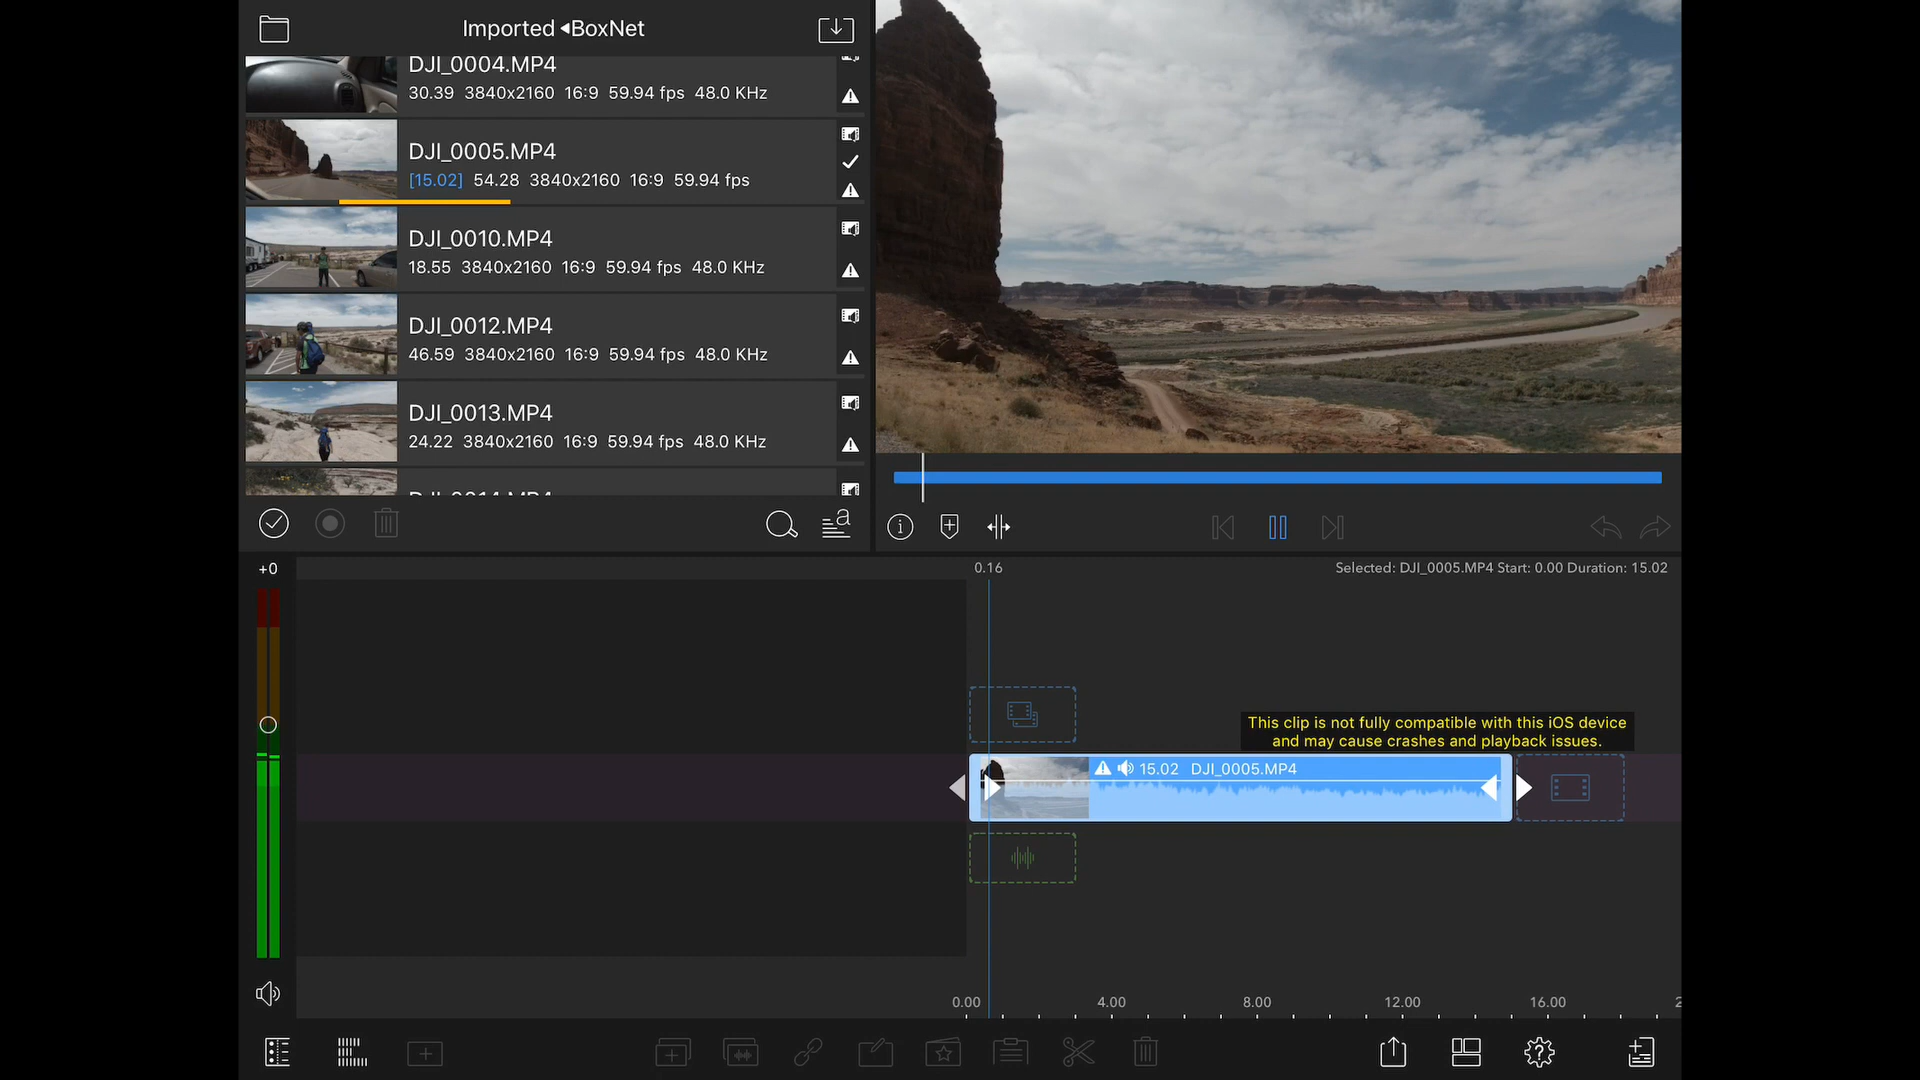 Imported ◂BoxNet
DJI_0004.MP4
30.39 3840x2160 16:9 59.94 fps 48.0 KHz
DJI_0005.MP4
[15.02] 54.28 3840x2160 16:9 59.94 fps
DJI_0010.MP4
18.55 3840x2160 16:9 59.94 fps 48.0 KHz
DJI_0012.MP4
46.59 3840x2160 16:9 59.94 fps 48.0 KHz
DJI_0013.MP4
24.22 3840x2160 16:9 59.94 fps 48.0 KHz
a
+0
0.16
Selected: DJI_0005.MP4 Start: 0.00 Duration: 15.02
This clip is not fully compatible with this iOS device
and may cause crashes and playback issues.
15.02 DJI_0005.MP4
0.00 4.00 8.00 12.00 16.00